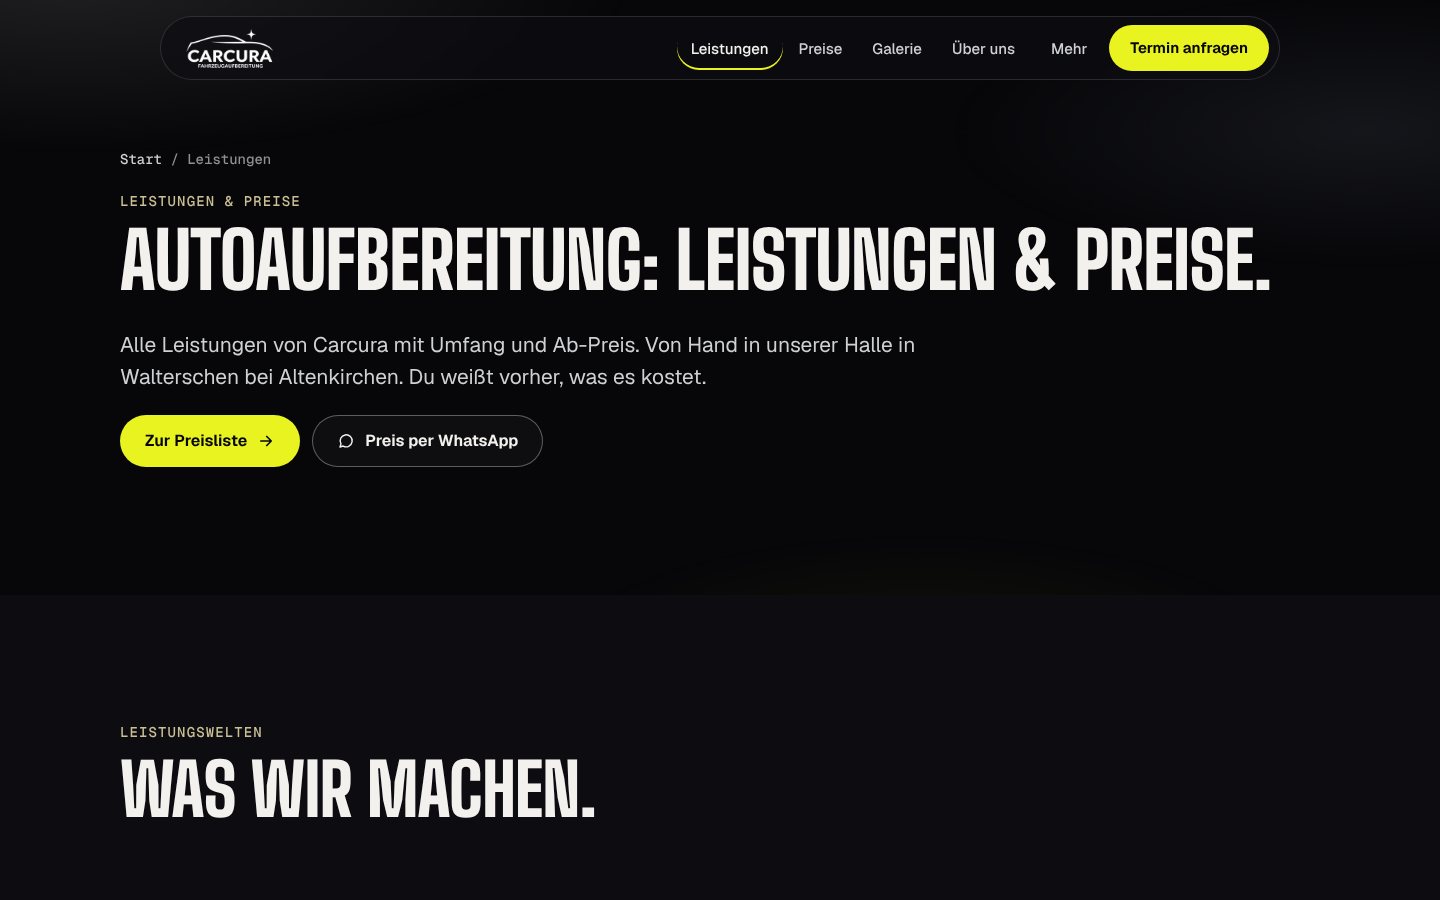 CARCURA
FAHRZEUGAUFBEREITUNG
Leistungen
Preise
Galerie
Über uns
Mehr
Termin anfragen
Start / Leistungen
LEISTUNGEN & PREISE
AUTOAUFBEREITUNG: LEISTUNGEN & PREISE.
Alle Leistungen von Carcura mit Umfang und Ab-Preis. Von Hand in unserer Halle in
Walterschen bei Altenkirchen. Du weißt vorher, was es kostet.
Zur Preisliste →
Preis per WhatsApp
LEISTUNGSWELTEN
WAS WIR MACHEN.